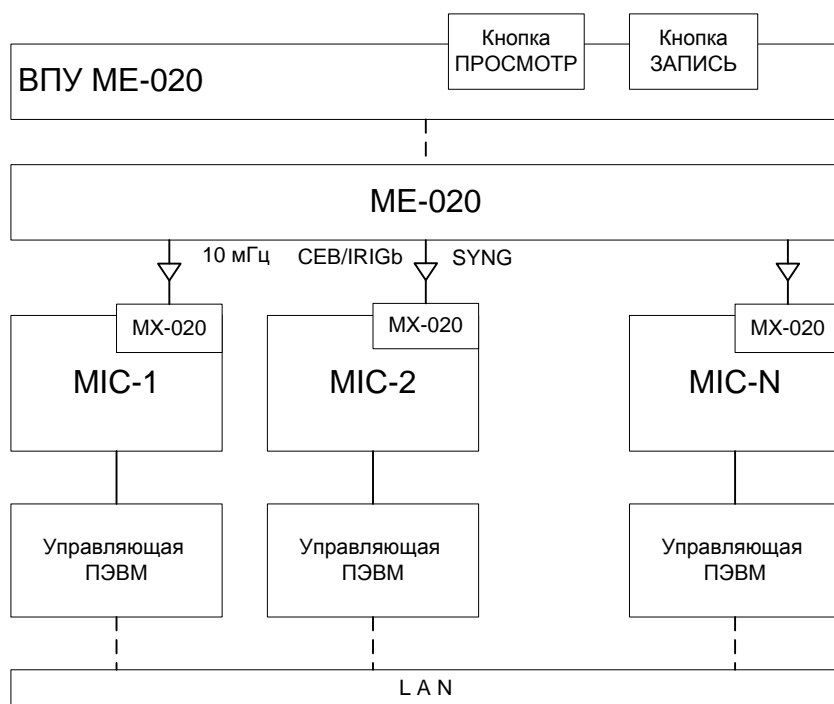 Кнопка
ПРОСМОТР
Кнопка
ЗАПИСЬ
ВПУ МЕ-020
МЕ-020
10 мГц
СЕВ/IRIGb
SYNG
МХ-020
МХ-020
МХ-020
MIC-1
MIC-2
MIC-N
Управляющая
ПЭВМ
Управляющая
ПЭВМ
Управляющая
ПЭВМ
L A N